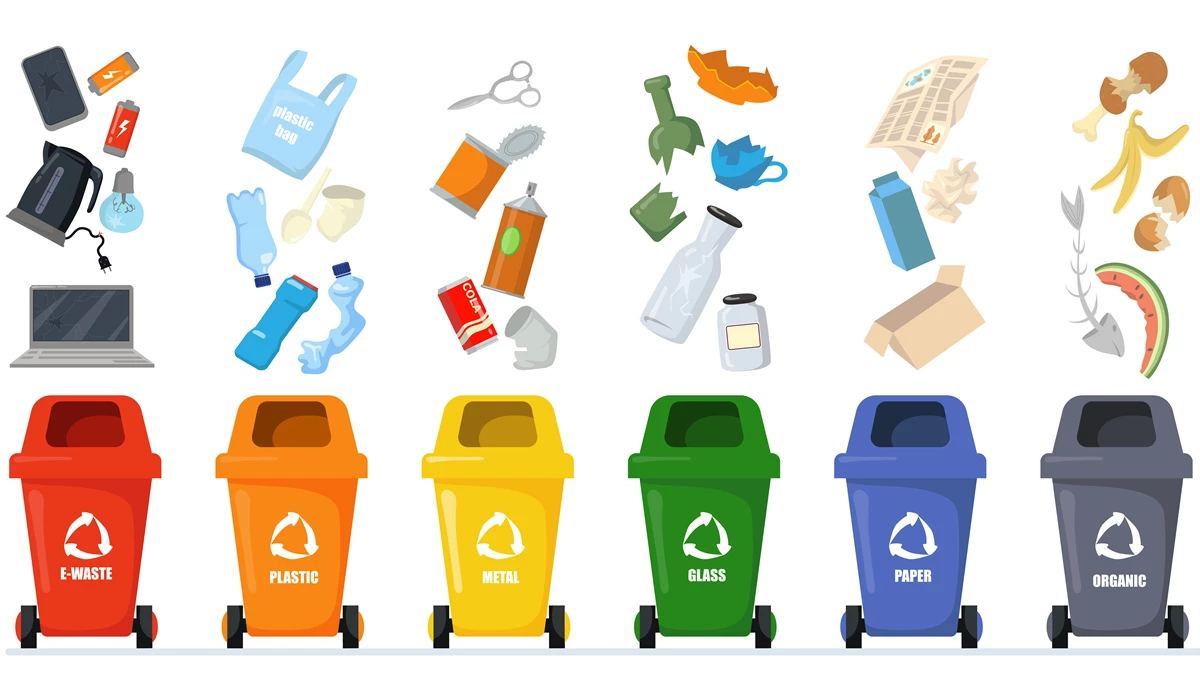 plastic
bag
COLA
E-WASTE
PLASTIC
METAL
GLASS
PAPER
ORGANIC